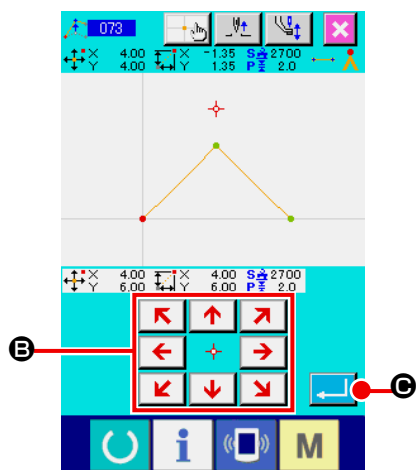 073
X 4.00 X -1.35 S 2700
Y 4.00 Y 1.35 P 2.0
X 4.00 X 4.00 S 2700
Y 6.00 Y 6.00 P 2.0
B
C
i M